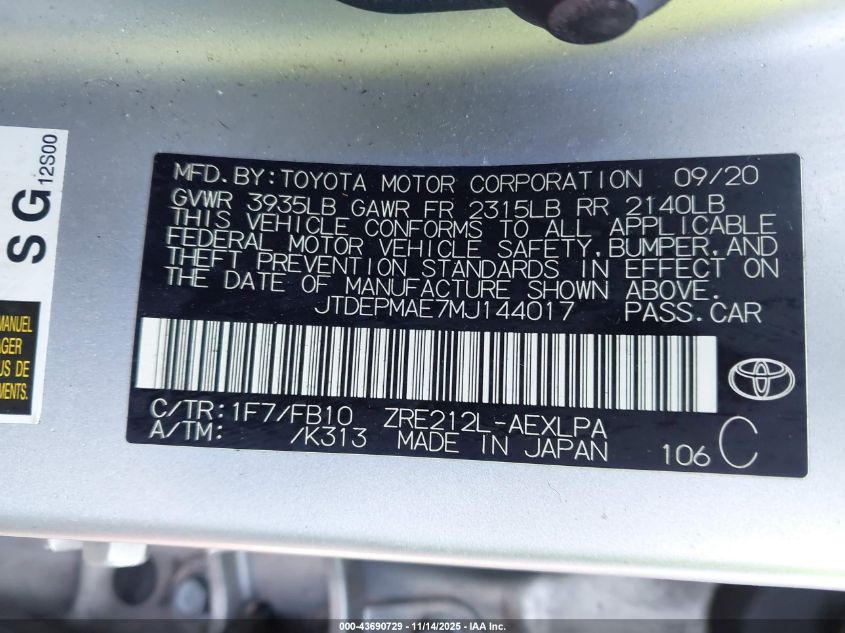 SG 12S00
MANUEL
AGER
US DE
MENTS.
MFD.BY:TOYOTA MOTOR CORPORATION 09/20
GVWR 3935LB GAWR FR 2315LB RR 2140LB
THIS VEHICLE CONFORMS TO ALL APPLICABLE
FEDERAL MOTOR VEHICLE SAFETY,BUMPER,AND
THEFT PREVENTION STANDARDS IN EFFECT ON
THE DATE OF MANUFACTURE SHOWN ABOVE.
JTDEPMAE7MJ144017 PASS.CAR
C/TR:1F7/FB10 ZRE212L-AEXLPA
A/TM: /K313 MADE IN JAPAN 106 C
000-43690729 - 11/14/2025 - IAA Inc.